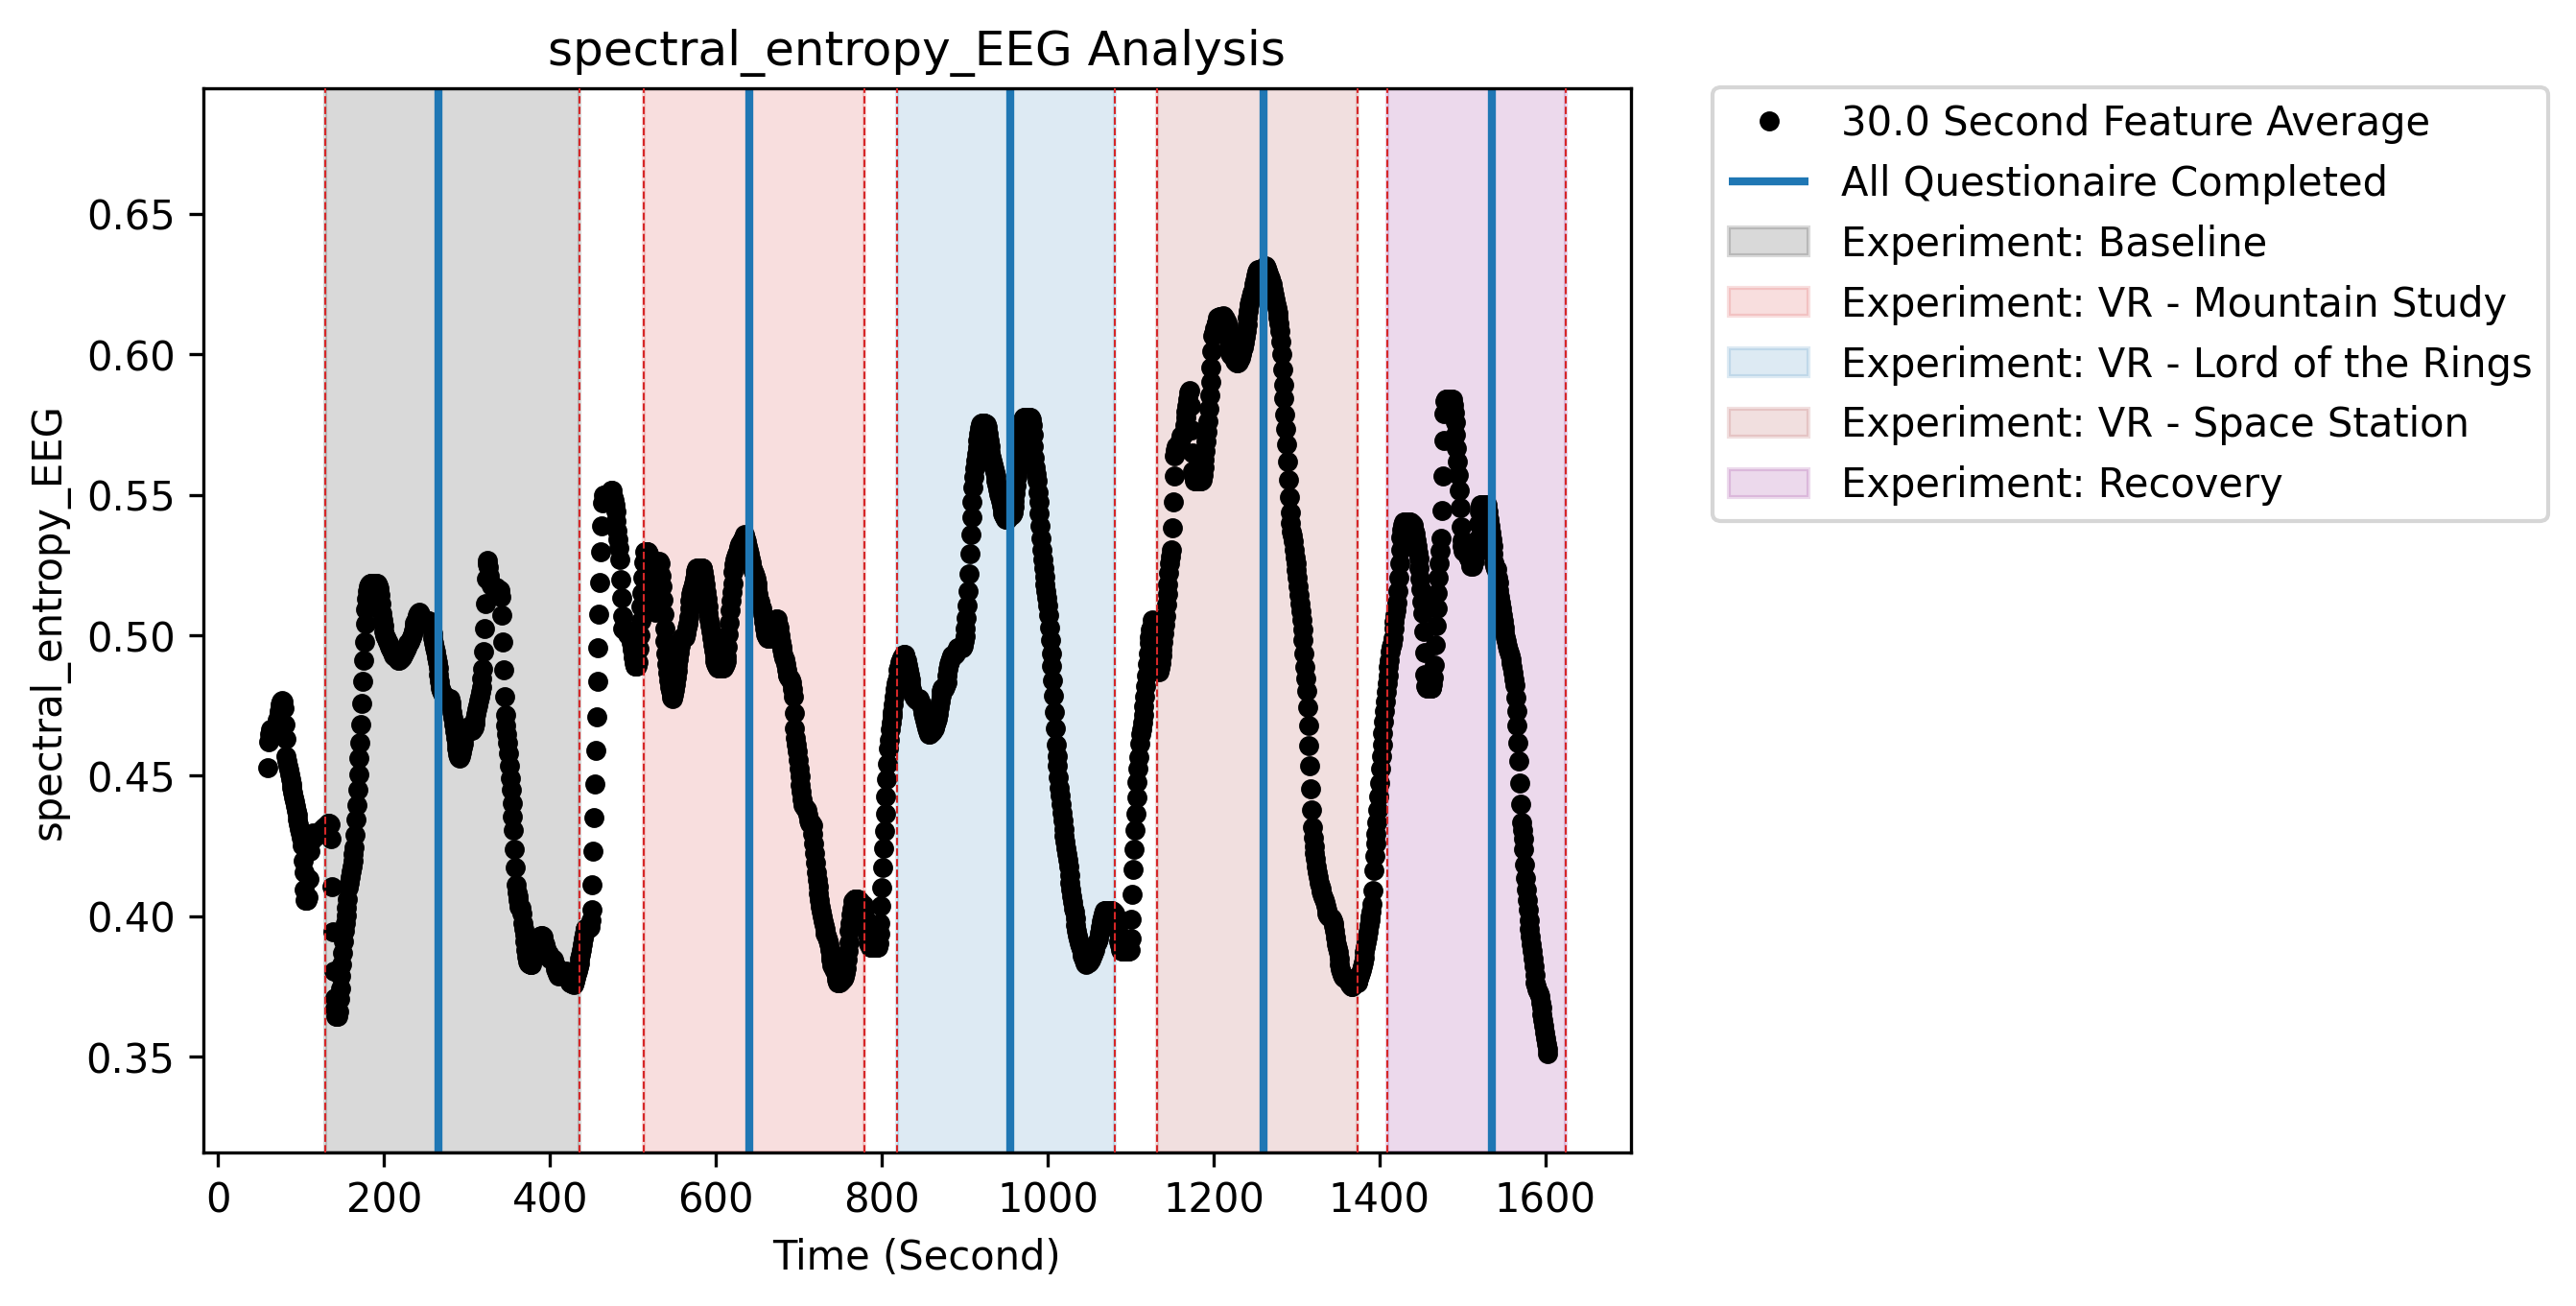 spectral_entropy_EEG Analysis
30.0 Second Feature Average
All Questionaire Completed
Experiment: Baseline
Experiment: VR - Mountain Study
Experiment: VR - Lord of the Rings
Experiment: VR - Space Station
Experiment: Recovery
spectral_entropy_EEG
0.65
0.60
0.55
0.50
0.45
0.40
0.35
0 200 400 600 800 1000 1200 1400 1600
Time (Second)